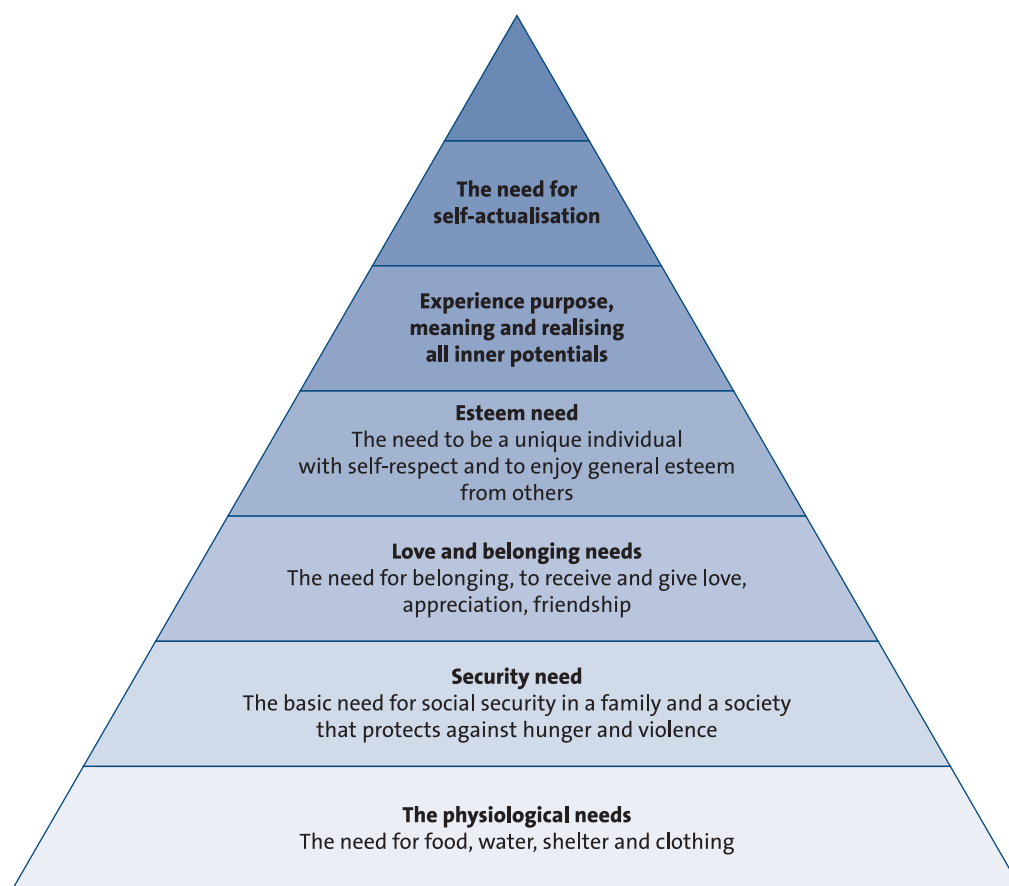 The need for
self-actualisation
Experience purpose,
meaning and realising
all inner potentials
Esteem need
The need to be a unique individual
with self-respect and to enjoy general esteem
from others
Love and belonging needs
The need for belonging, to receive and give love,
appreciation, friendship
Security need
The basic need for social security in a family and a society
that protects against hunger and violence
The physiological needs
The need for food, water, shelter and clothing